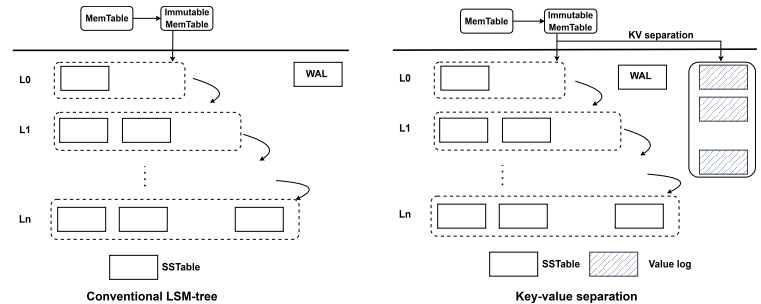 MemTable
Immutable
MemTable
L0
WAL
L1
Ln
SSTable
Conventional LSM-tree
MemTable
Immutable
MemTable
KV separation
L0
WAL
L1
Ln
SSTable
Value log
Key-value separation